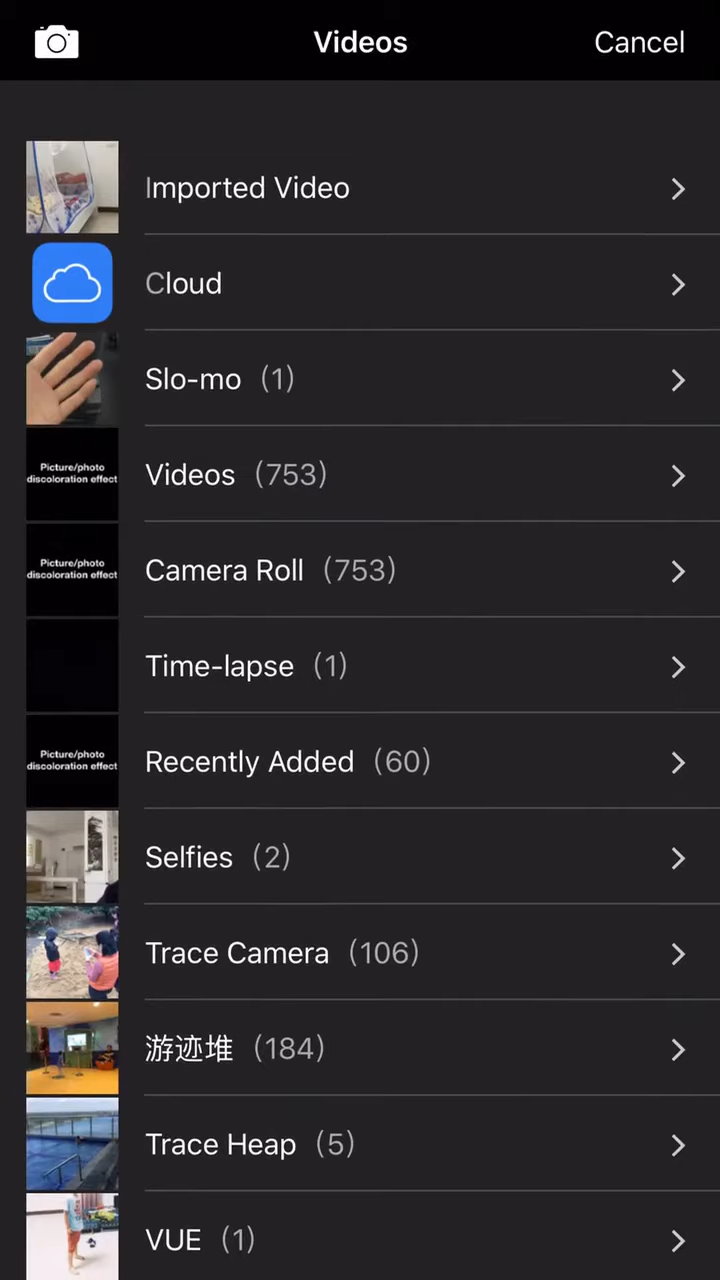 Videos
Cancel
Imported Video
Cloud
Slo-mo (1)
Picture/photo
discoloration effect
Videos (753)
Picture/photo
discoloration effect
Camera Roll (753)
Time-lapse (1)
Picture/photo
discoloration effect
Recently Added (60)
Selfies (2)
Trace Camera (106)
游迹堆 (184)
Trace Heap (5)
VUE (1)